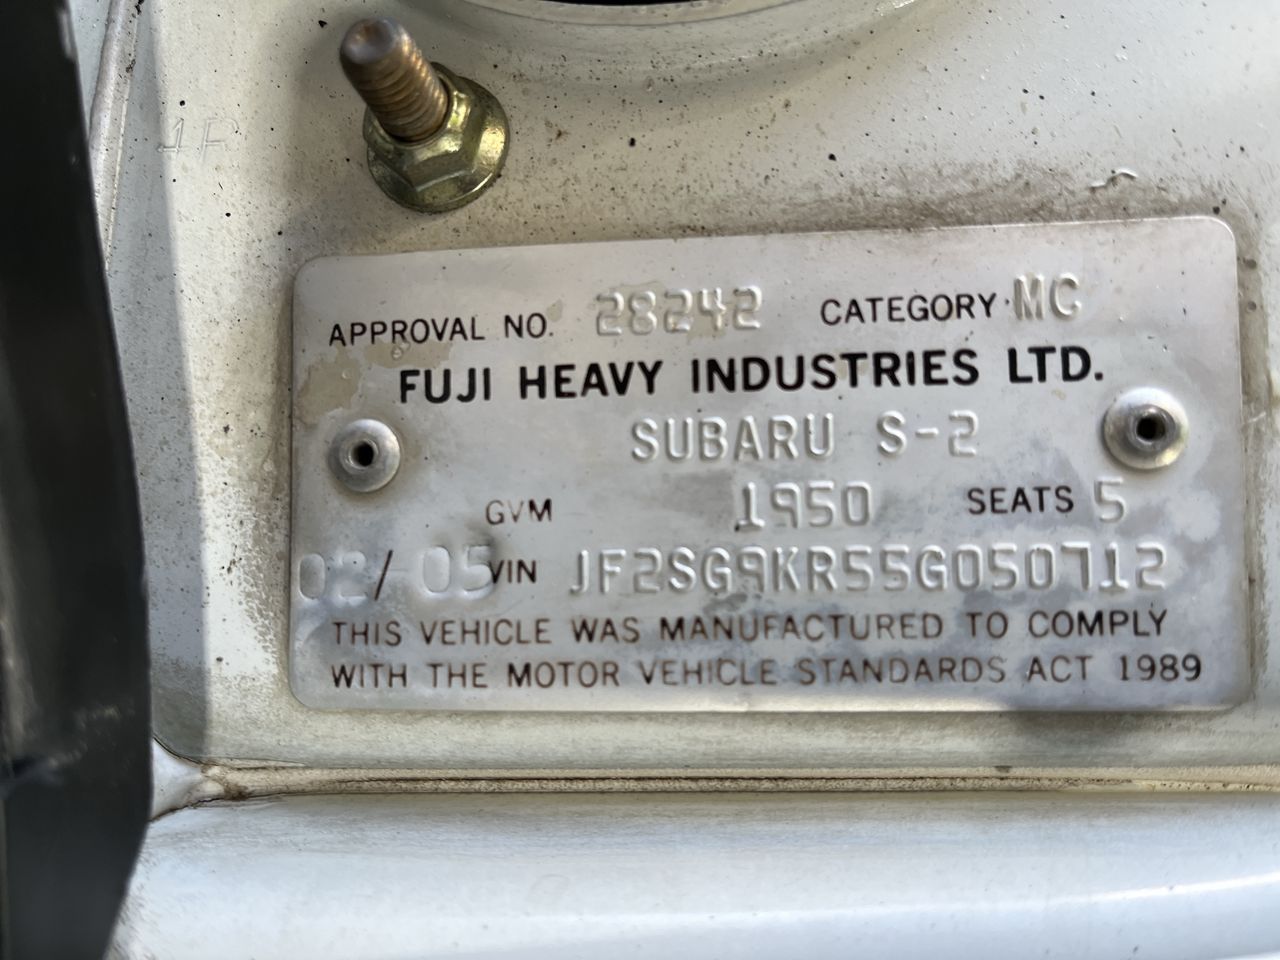 4R
APPROVAL NO. 28242 CATEGORY MC
FUJI HEAVY INDUSTRIES LTD.
SUBARU S-2
GVM 1950 SEATS 5
02/05 VIN JF2SG9KR55G050712
THIS VEHICLE WAS MANUFACTURED TO COMPLY
WITH THE MOTOR VEHICLE STANDARDS ACT 1989